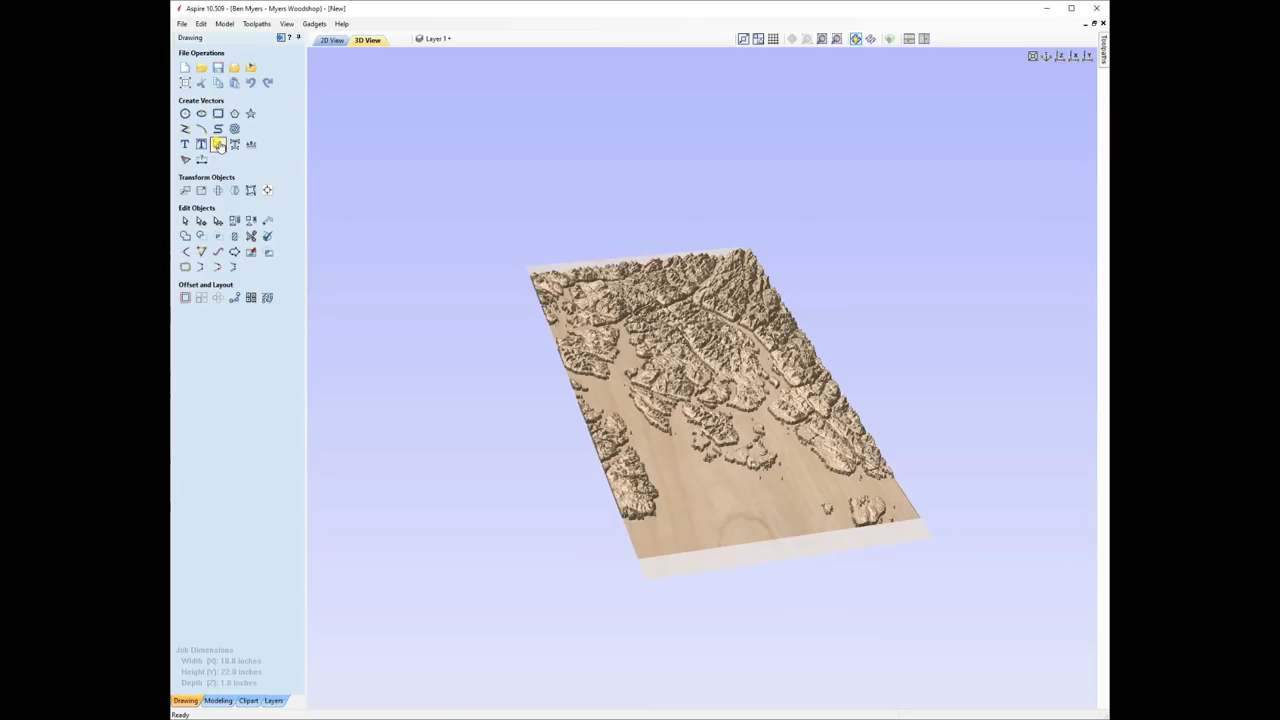 Aspire 10.509 - {Ben Myers - Myers Woodshop} - [New]
File Edit Model Toolpaths View Gadgets Help
Drawing
2D View 3D View Layer 1
File Operations
Create Vectors
Transform Objects
Edit Objects
Offset and Layout
Job Dimensions
Width (X): 18.0 inches
Height (Y): 22.0 inches
Depth (Z): 1.0 inches
Drawing Modeling Clipart Layers
Ready
Toolpaths